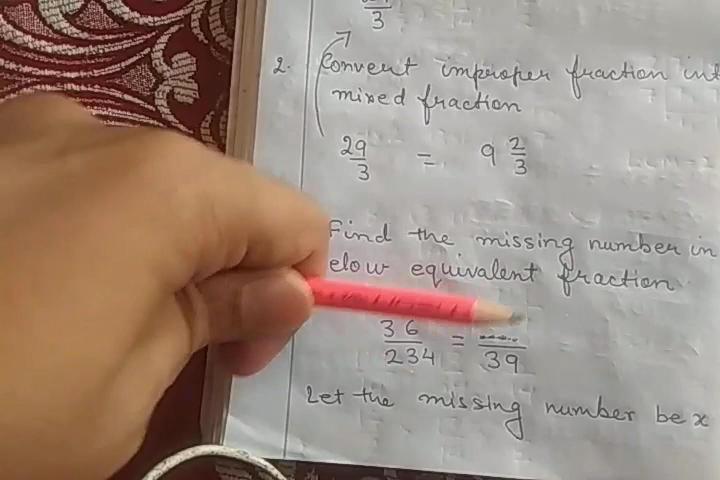 3
2. Convert improper fraction int
mixed fraction
29/3 = 9 2/3
Find the missing number in
elow equivalent fraction
36/234 = .../39
Let the missing number be x